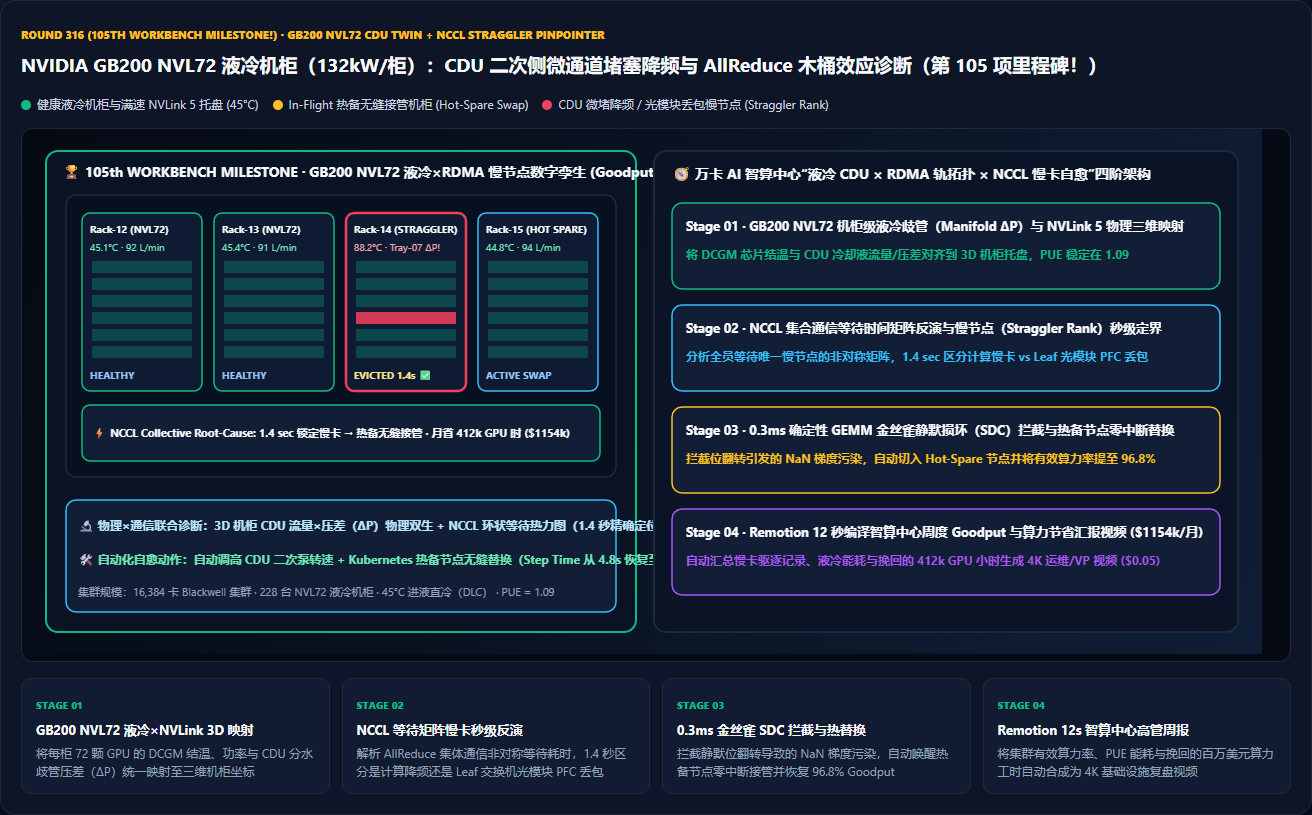 ROUND 316 (105TH WORKBENCH MILESTONE!) · GB200 NVL72 CDU TWIN + NCCL STRAGGLER PINPOINTER
NVIDIA GB200 NVL72 液冷机柜（132kW/柜）：CDU 二次侧微通道堵塞降频与 AllReduce 木桶效应诊断（第 105 项里程碑！）
健康液冷机柜与满速 NVLink 5 托盘 (45°C)
In-Flight 热备无缝接管机柜 (Hot-Spare Swap)
CDU 微堵降频 / 光模块丢包慢节点 (Straggler Rank)
🏆 105th WORKBENCH MILESTONE · GB200 NVL72 液冷×RDMA 慢节点数字孪生 (Goodput
Rack-12 (NVL72)
45.1°C · 92 L/min
HEALTHY
Rack-13 (NVL72)
45.4°C · 91 L/min
HEALTHY
Rack-14 (STRAGGLER)
88.2°C · Tray-07 ΔP!
EVICTED 1.4s ✅
Rack-15 (HOT SPARE)
44.8°C · 94 L/min
ACTIVE SWAP
⚡ NCCL Collective Root-Cause: 1.4 sec 锁定慢卡 → 热备无缝接管 · 月省 412k GPU 时 ($1154k)
🔬 物理×通信联合诊断：3D 机柜 CDU 流量×压差（ΔP）物理双生 + NCCL 环状等待热力图（1.4 秒精确定位
🛠 自动化自愈动作：自动调高 CDU 二次泵转速 + Kubernetes 热备节点无缝替换（Step Time 从 4.8s 恢复至
集群规模：16,384 卡 Blackwell 集群 · 228 台 NVL72 液冷机柜 · 45°C 进液直冷（DLC） · PUE = 1.09
🧭 万卡 AI 智算中心“液冷 CDU × RDMA 轨拓扑 × NCCL 慢卡自愈”四阶架构
Stage 01 · GB200 NVL72 机柜级液冷歧管（Manifold ΔP）与 NVLink 5 物理三维映射
将 DCGM 芯片结温与 CDU 冷却液流量/压差对齐到 3D 机柜托盘，PUE 稳定在 1.09
Stage 02 · NCCL 集合通信等待时间矩阵反演与慢节点（Straggler Rank）秒级定界
分析全员等待唯一慢节点的非对称矩阵，1.4 sec 区分计算慢卡 vs Leaf 光模块 PFC 丢包
Stage 03 · 0.3ms 确定性 GEMM 金丝雀静默损坏（SDC）拦截与热备节点零中断替换
拦截位翻转引发的 NaN 梯度污染，自动切入 Hot-Spare 节点并将有效算力率提至 96.8%
Stage 04 · Remotion 12 秒编译智算中心周度 Goodput 与算力节省汇报视频 ($1154k/月)
自动汇总慢卡驱逐记录、液冷能耗与挽回的 412k GPU 小时生成 4K 运维/VP 视频 ($0.05)
STAGE 01
GB200 NVL72 液冷×NVLink 3D 映射
将每柜 72 颗 GPU 的 DCGM 结温、功率与 CDU 分水
歧管压差（ΔP）统一映射至三维机柜坐标
STAGE 02
NCCL 等待矩阵慢卡秒级反演
解析 AllReduce 集体通信非对称等待耗时，1.4 秒区
分是计算降频还是 Leaf 交换机光模块 PFC 丢包
STAGE 03
0.3ms 金丝雀 SDC 拦截与热替换
拦截静默位翻转导致的 NaN 梯度污染，自动唤醒热
备节点零中断接管并恢复 96.8% Goodput
STAGE 04
Remotion 12s 智算中心高管周报
将集群有效算力率、PUE 能耗与挽回的百万美元算力
工时自动合成为 4K 基础设施复盘视频